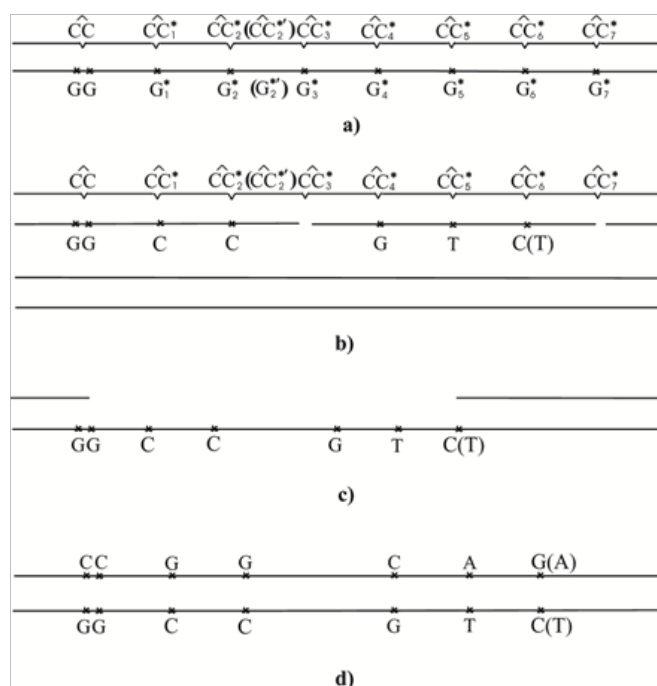 ĈC ĈC₁* ĈC₂*(ĈC₂*′)ĈC₃* ĈC₄* ĈC₅* ĈC₆* ĈC₇*
GG G₁* G₂* (G₂*′) G₃* G₄* G₅* G₆* G₇*
a)
ĈC ĈC₁* ĈC₂*(ĈC₂*′)ĈC₃* ĈC₄* ĈC₅* ĈC₆* ĈC₇*
GG C C G T C(T)
b)
GG C C G T C(T)
c)
CC G G C A G(A)
GG C C G T C(T)
d)